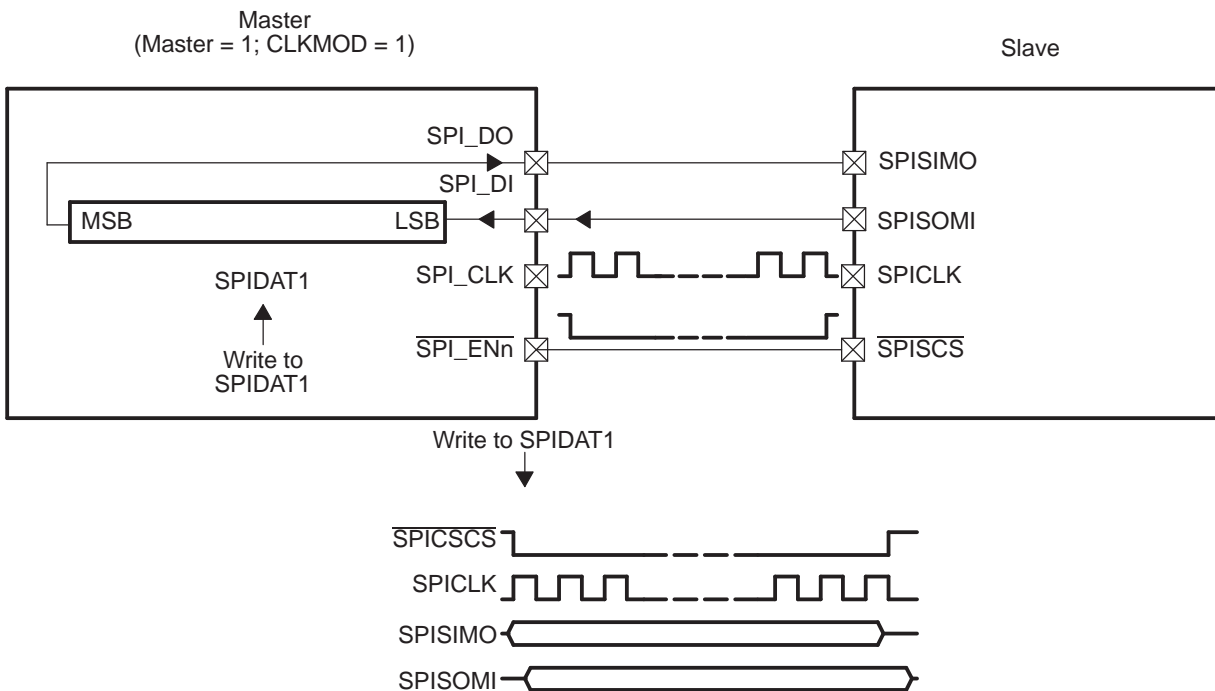 Master
(Master = 1; CLKMOD = 1)
Slave
SPI_DO
SPISIMO
SPI_DI
MSB
LSB
SPISOMI
SPIDAT1
SPI_CLK
SPICLK
Write to
SPIDAT1
SPI_ENn
SPISCS
Write to SPIDAT1
SPICSCS
SPICLK
SPISIMO
SPISOMI